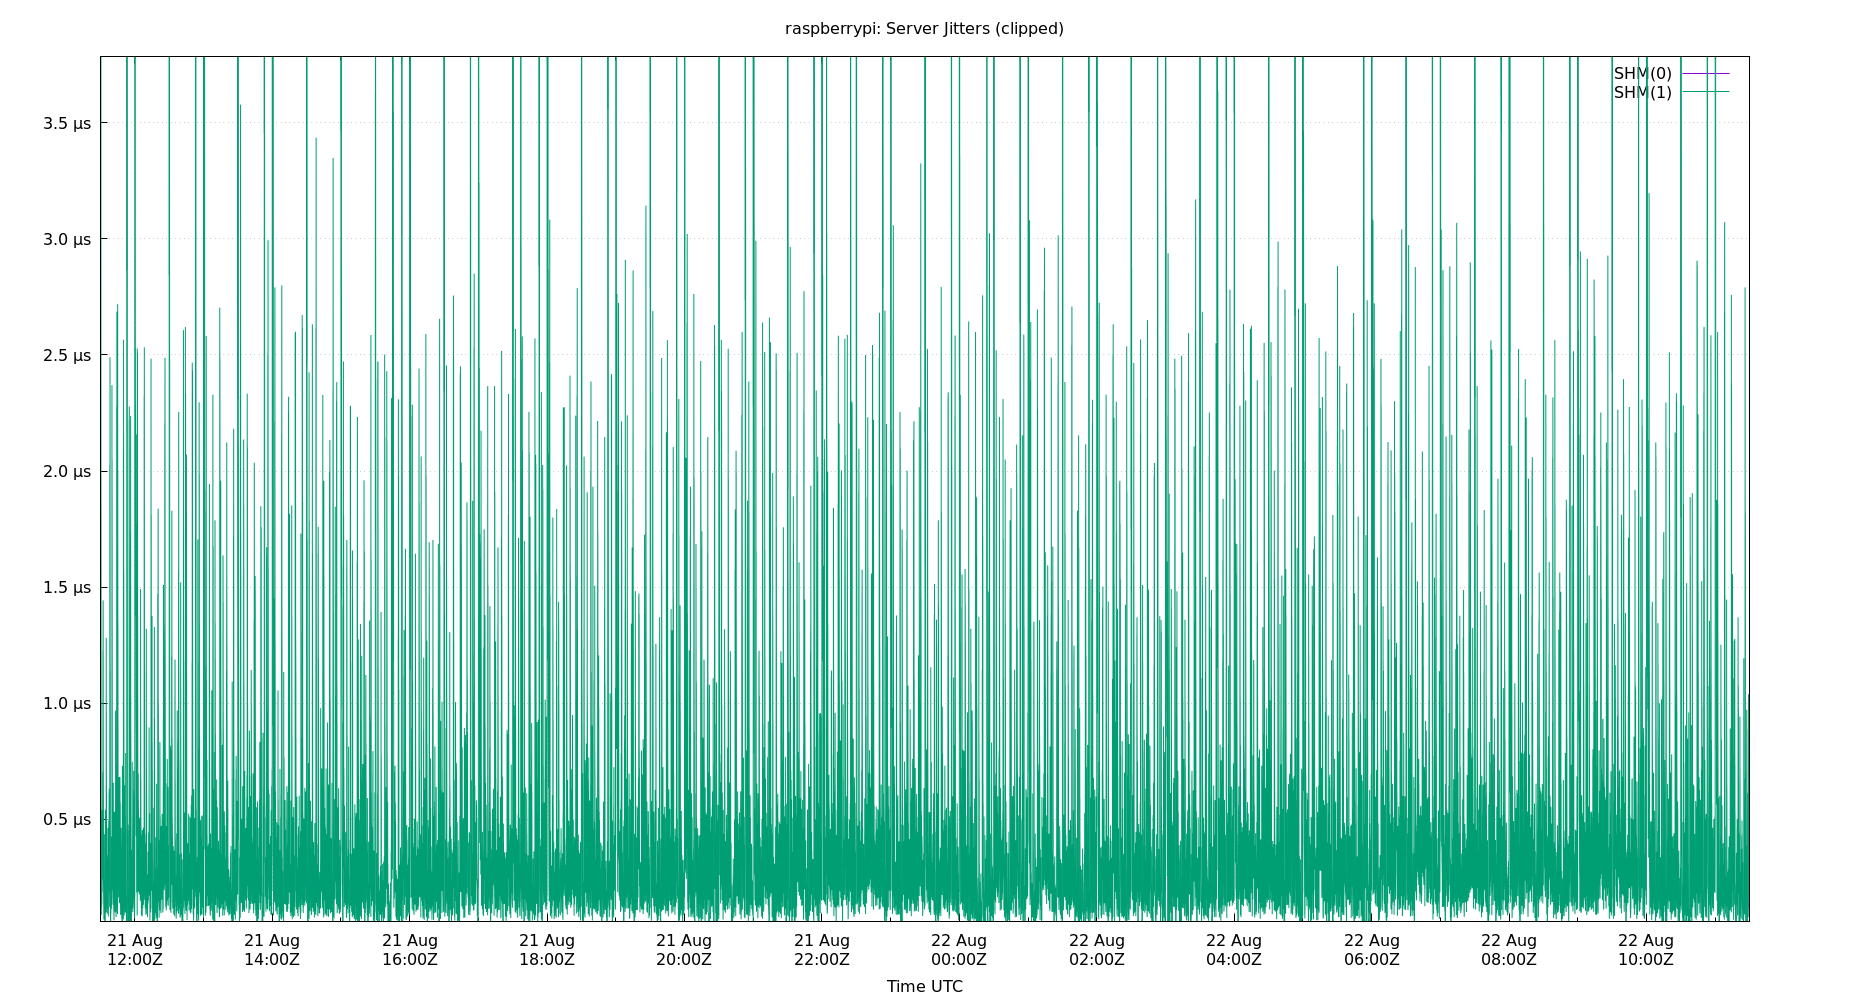 raspberrypi: Server Jitters (clipped)
SHM(0)
SHM(1)
3.5 µs
3.0 µs
2.5 µs
2.0 µs
1.5 µs
1.0 µs
0.5 µs
21 Aug 21 Aug 21 Aug 21 Aug 21 Aug 21 Aug 22 Aug 22 Aug 22 Aug 22 Aug 22 Aug 22 Aug
12:00Z 14:00Z 16:00Z 18:00Z 20:00Z 22:00Z 00:00Z 02:00Z 04:00Z 06:00Z 08:00Z 10:00Z
Time UTC